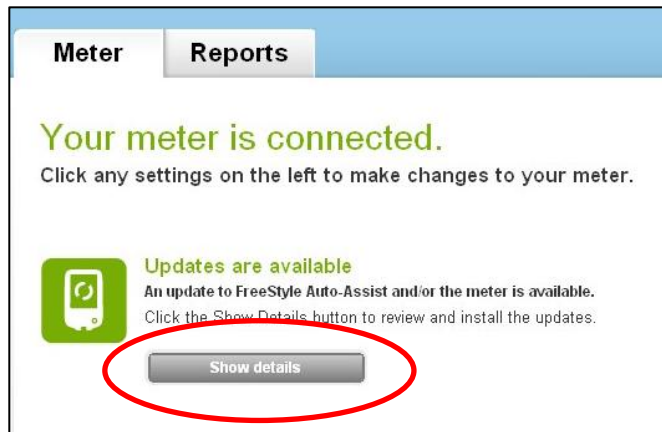 Meter Reports
Your meter is connected.
Click any settings on the left to make changes to your meter.
Updates are available
An update to FreeStyle Auto-Assist and/or the meter is available.
Click the Show Details button to review and install the updates.
Show details